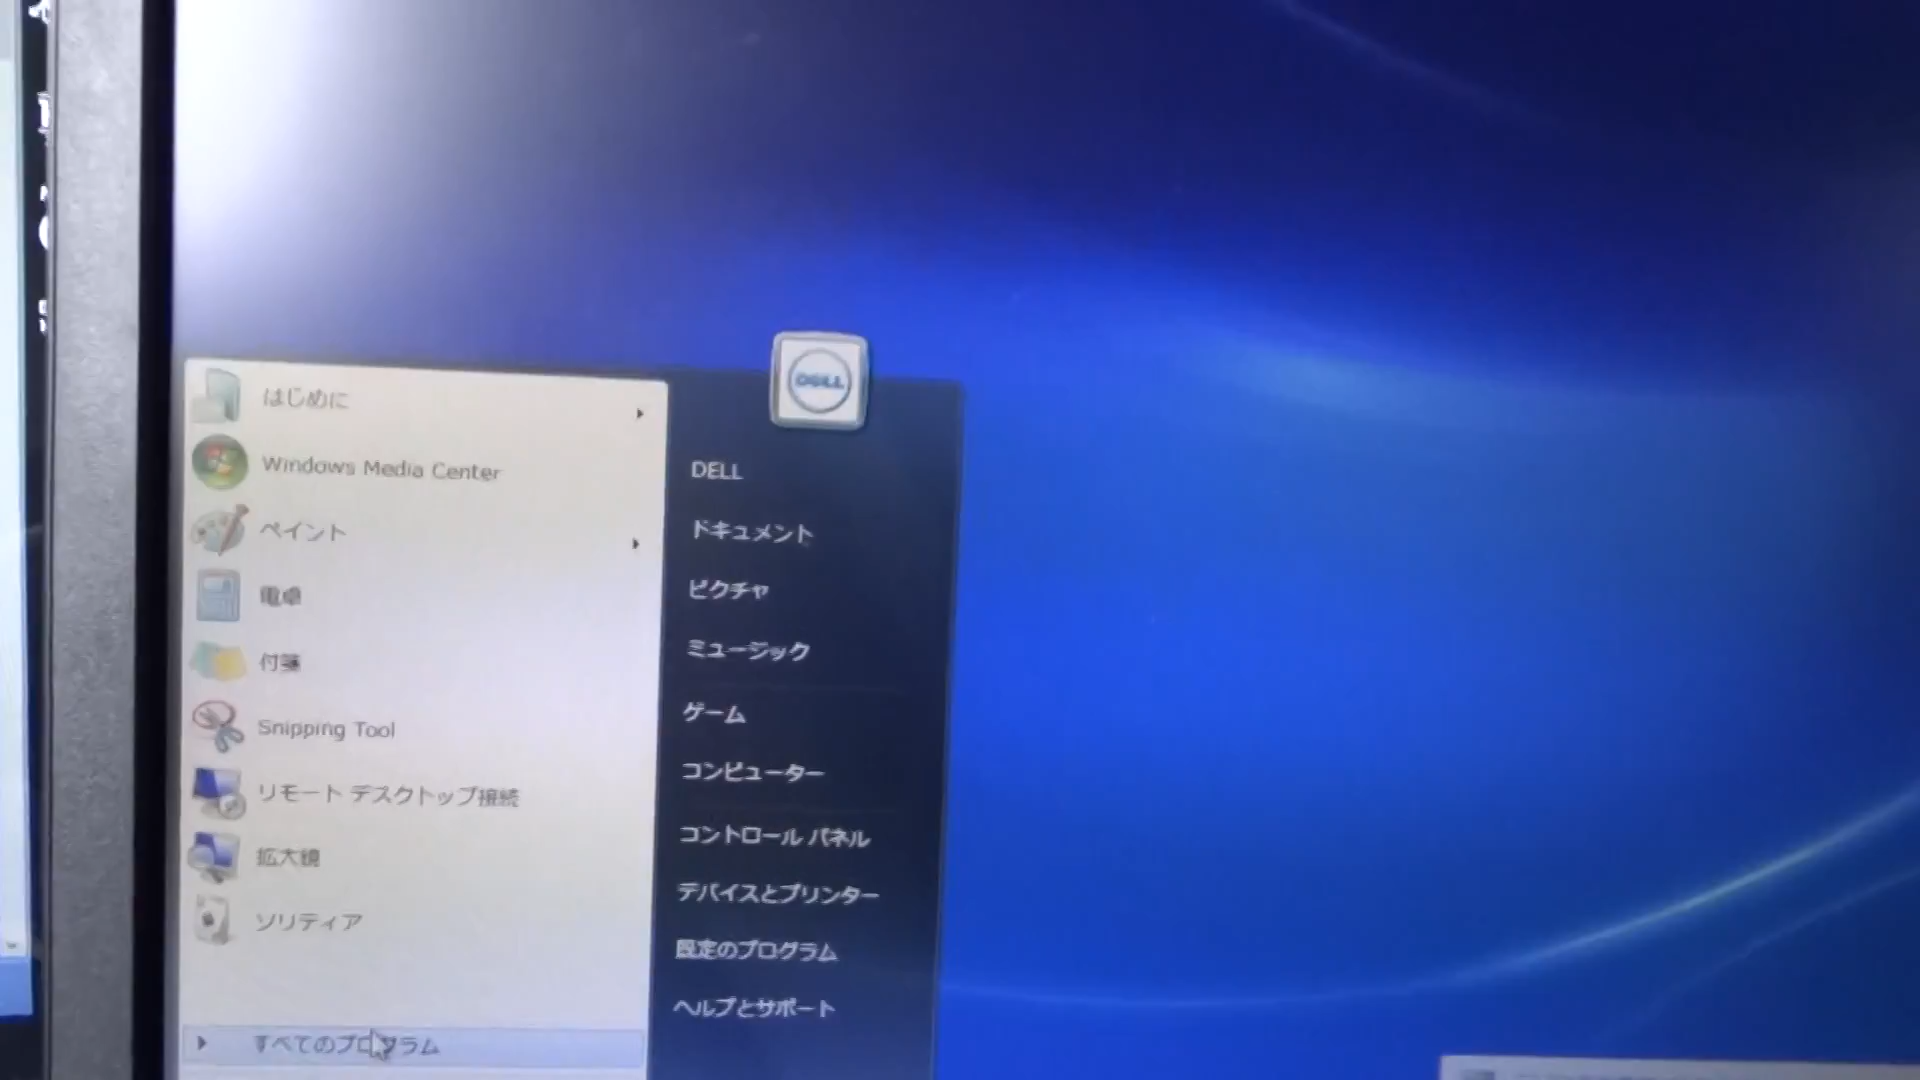 はじめに
Windows Media Center
ペイント
電卓
付箋
Snipping Tool
リモート デスクトップ接続
拡大鏡
ソリティア
すべてのプログラム
DELL
DELL
ドキュメント
ピクチャ
ミュージック
ゲーム
コンピューター
コントロール パネル
デバイスとプリンター
既定のプログラム
ヘルプとサポート